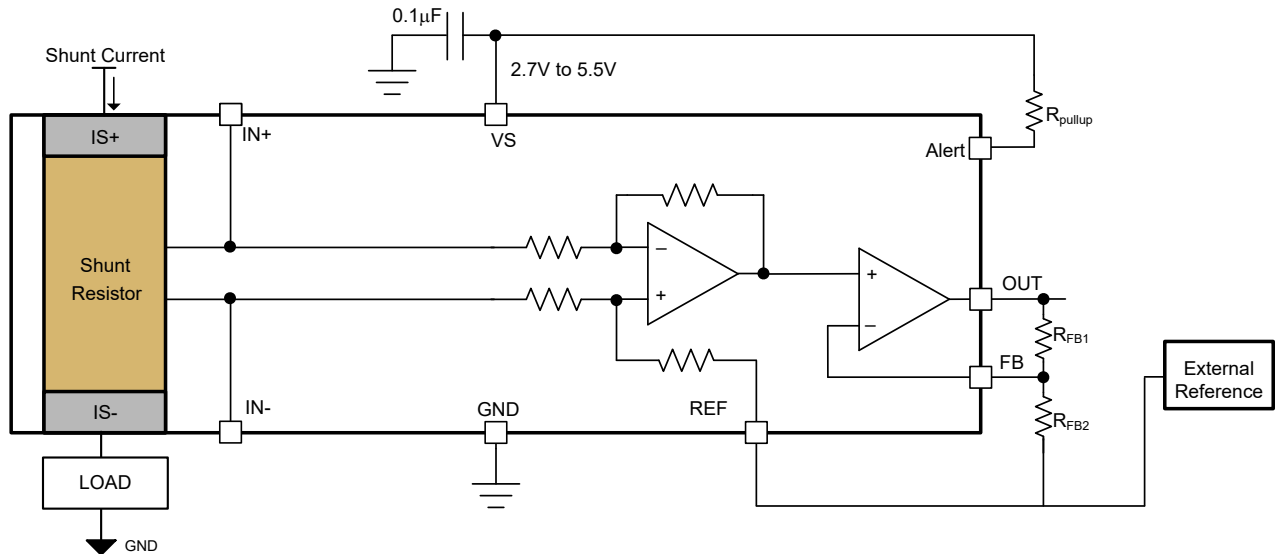 0.1µF
Shunt Current
2.7V to 5.5V
Rpullup
IS+
IN+
VS
Alert
Shunt
Resistor
−
+
+
−
OUT
RFB1
FB
External
Reference
IS-
IN-
GND
REF
RFB2
LOAD
GND